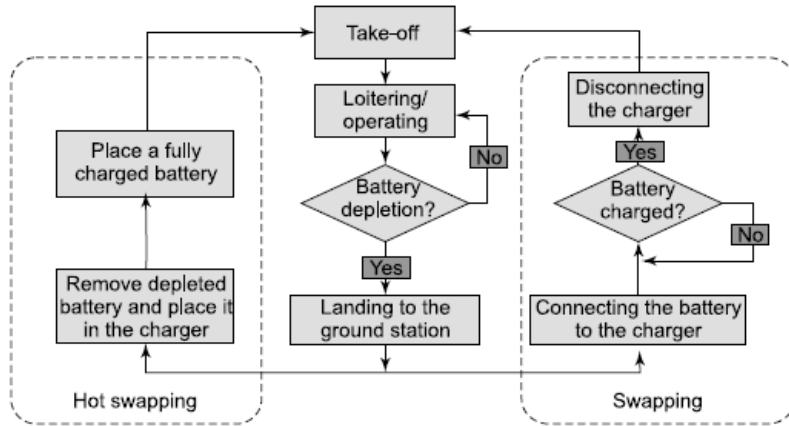 Take-off
Loitering/
operating
No
Battery
depletion?
Yes
Landing to the
ground station
Place a fully
charged battery
Remove depleted
battery and place it
in the charger
Hot swapping
Disconnecting
the charger
Yes
Battery
charged?
No
Connecting the battery
to the charger
Swapping